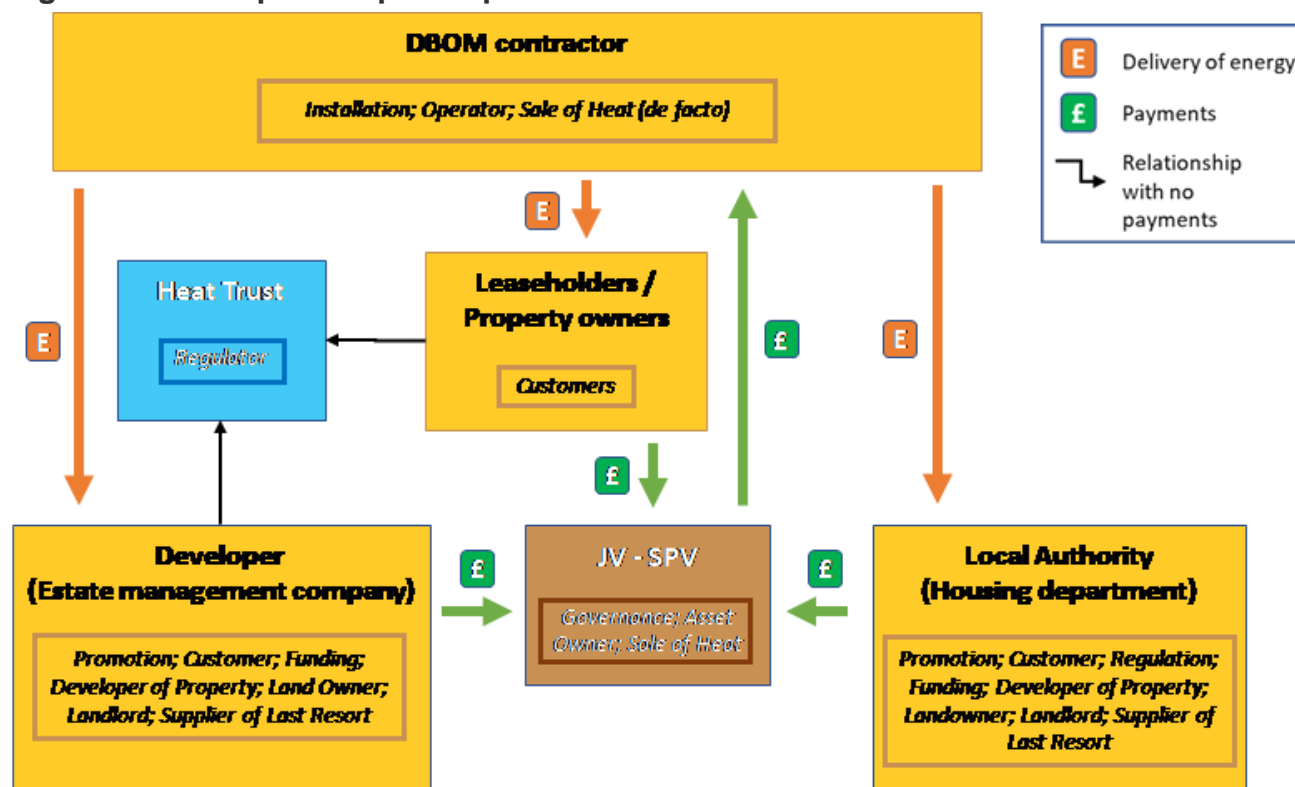 DBOM contractor
Installation; Operator; Sale of Heat (de facto)
E Delivery of energy
£ Payments
Relationship
with no
payments
E
Heat Trust
Regulator
Leaseholders /
Property owners
Customers
E
£
E
£
Developer
(Estate management company)
Promotion; Customer; Funding;
Developer of Property; Land Owner;
Landlord; Supplier of Last Resort
£
JV - SPV
Governance; Asset
Owner; Sale of Heat
£
Local Authority
(Housing department)
Promotion; Customer; Regulation;
Funding; Developer of Property;
Landowner; Landlord; Supplier of
Last Resort